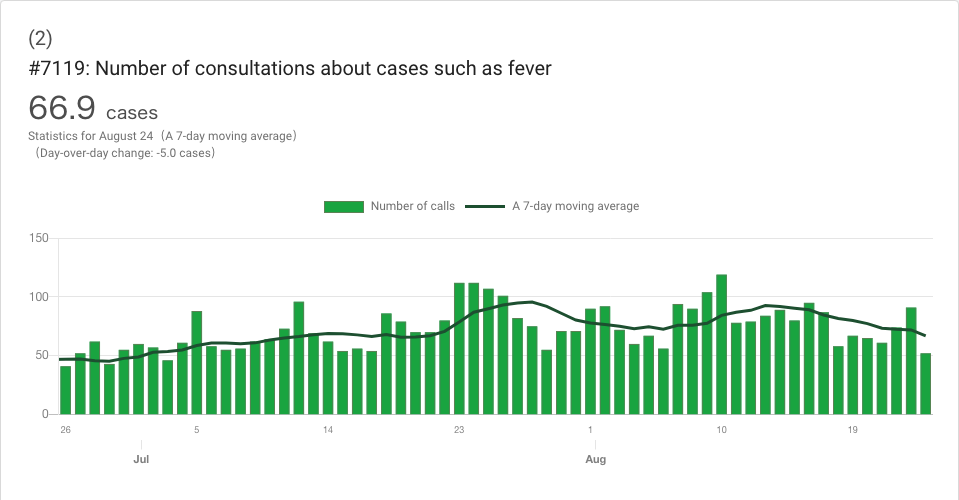 (2)
#7119: Number of consultations about cases such as fever
66.9 cases
Statistics for August 24（A 7-day moving average）
（Day-over-day change: -5.0 cases）
Number of calls A 7-day moving average
150
100
50
0
26 5 14 23 1 10 19
Jul Aug